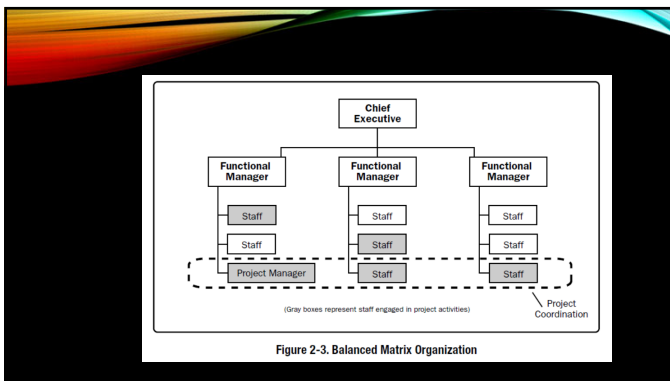 Chief
Executive
Functional
Manager
Functional
Manager
Functional
Manager
Staff
Staff
Staff
Staff
Staff
Staff
Project Manager
Staff
Staff
(Gray boxes represent staff engaged in project activities)
Project
Coordination
Figure 2-3. Balanced Matrix Organization